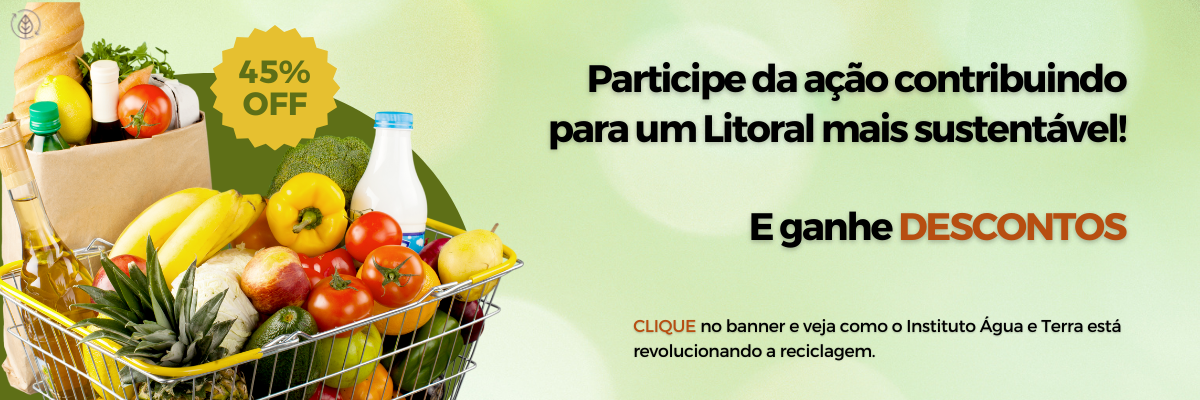 45%
OFF
Participe da ação contribuindo
para um Litoral mais sustentável!
E ganhe DESCONTOS
CLIQUE no banner e veja como o Instituto Água e Terra está
revolucionando a reciclagem.